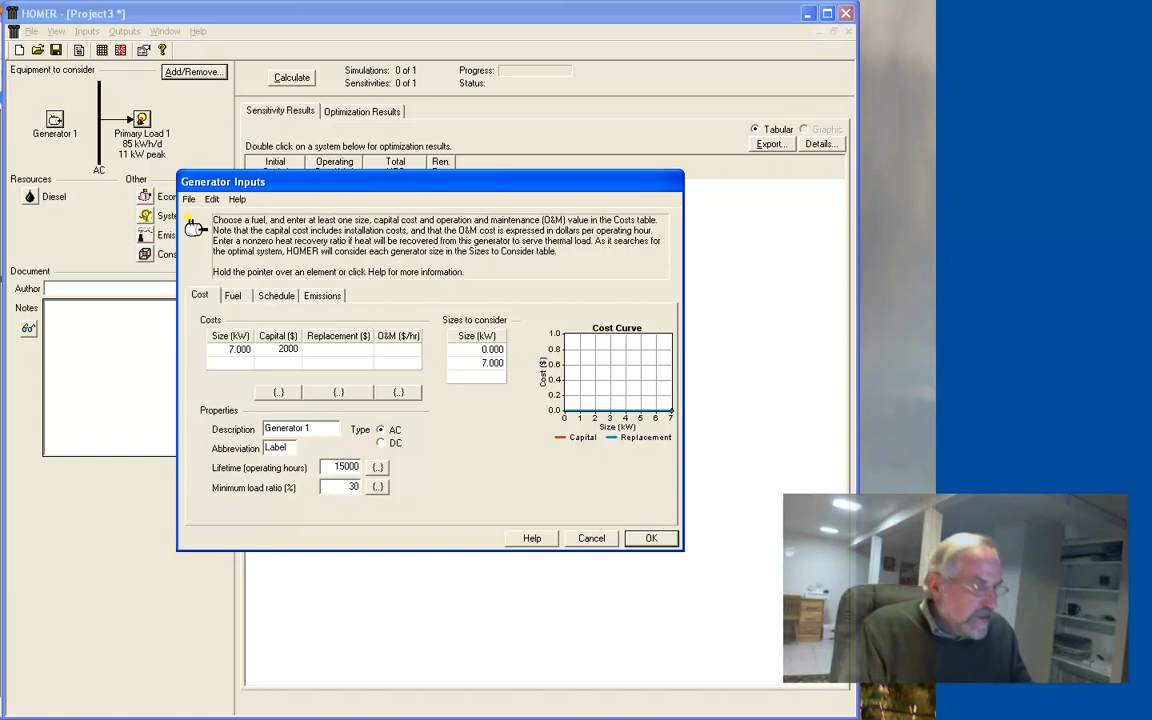 HOMER - [Project3 *]
File View Inputs Outputs Window Help
Equipment to consider
Add/Remove...
Calculate
Simulations: 0 of 1
Progress:
Sensitivities: 0 of 1
Status:
Generator 1
Primary Load 1
85 kWh/d
11 kW peak
AC
Sensitivity Results
Optimization Results
Tabular
Graphic
Double click on a system below for optimization results.
Export...
Details...
Initial
Operating
Total
Ren.
Resources
Other
Diesel
Document
Author
Notes
Generator Inputs
File Edit Help
Choose a fuel, and enter at least one size, capital cost and operation and maintenance (O&M) value in the Costs table.
Note that the capital cost includes installation costs, and that the O&M cost is expressed in dollars per operating hour.
Enter a nonzero heat recovery ratio if heat will be recovered from this generator to serve thermal load. As it searches for
the optimal system, HOMER will consider each generator size in the Sizes to Consider table.
Hold the pointer over an element or click Help for more information.
Cost Fuel Schedule Emissions
Costs
Size (kW) Capital ($) Replacement ($) O&M ($/hr)
7.000 2000
{..} {..} {..}
Sizes to consider
Size (kW)
0.000
7.000
Cost Curve
Cost ($)
1.0
0.8
0.6
0.4
0.2
0.0
0 1 2 3 4 5 6 7
Size (kW)
Capital Replacement
Properties
Description Generator 1
Type AC
DC
Abbreviation Label
Lifetime (operating hours) 15000 {..}
Minimum load ratio (%) 30 {..}
Help Cancel OK